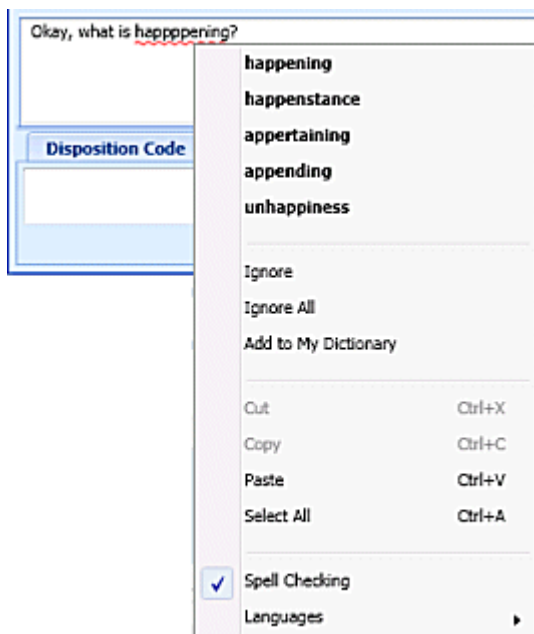 Okay, what is happppening?
happening
happenstance
appertaining
Disposition Code
appending
unhappiness
Ignore
Ignore All
Add to My Dictionary
Cut Ctrl+X
Copy Ctrl+C
Paste Ctrl+V
Select All Ctrl+A
Spell Checking
Languages